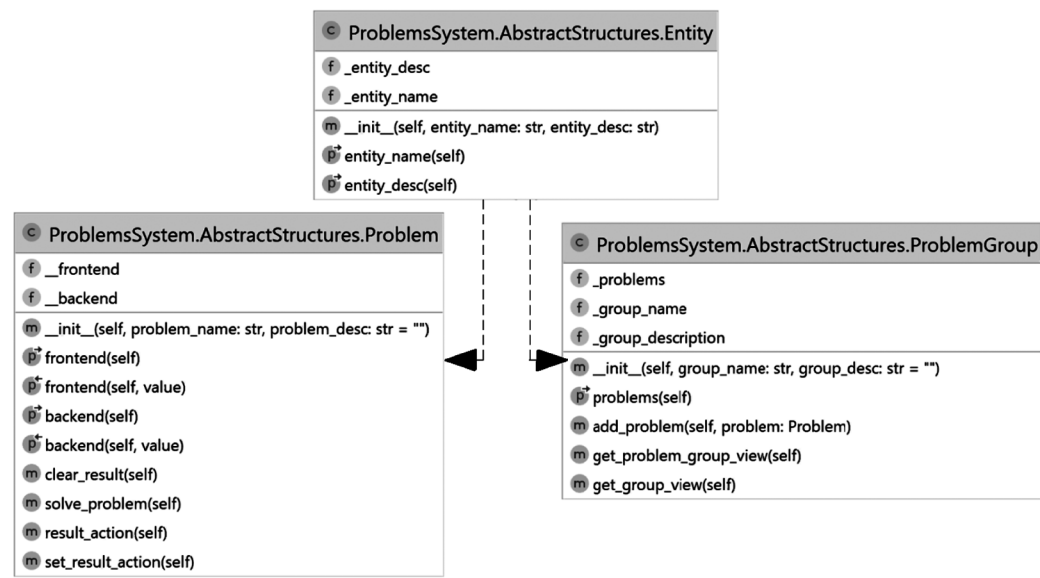 C ProblemsSystem.AbstractStructures.Entity
f _entity_desc
f _entity_name
m __init__(self, entity_name: str, entity_desc: str)
p entity_name(self)
p entity_desc(self)
C ProblemsSystem.AbstractStructures.Problem
f __frontend
f __backend
m __init__(self, problem_name: str, problem_desc: str = "")
p frontend(self)
p frontend(self, value)
p backend(self)
p backend(self, value)
m clear_result(self)
m solve_problem(self)
m result_action(self)
m set_result_action(self)
C ProblemsSystem.AbstractStructures.ProblemGroup
f _problems
f _group_name
f _group_description
m __init__(self, group_name: str, group_desc: str = "")
p problems(self)
m add_problem(self, problem: Problem)
m get_problem_group_view(self)
m get_group_view(self)